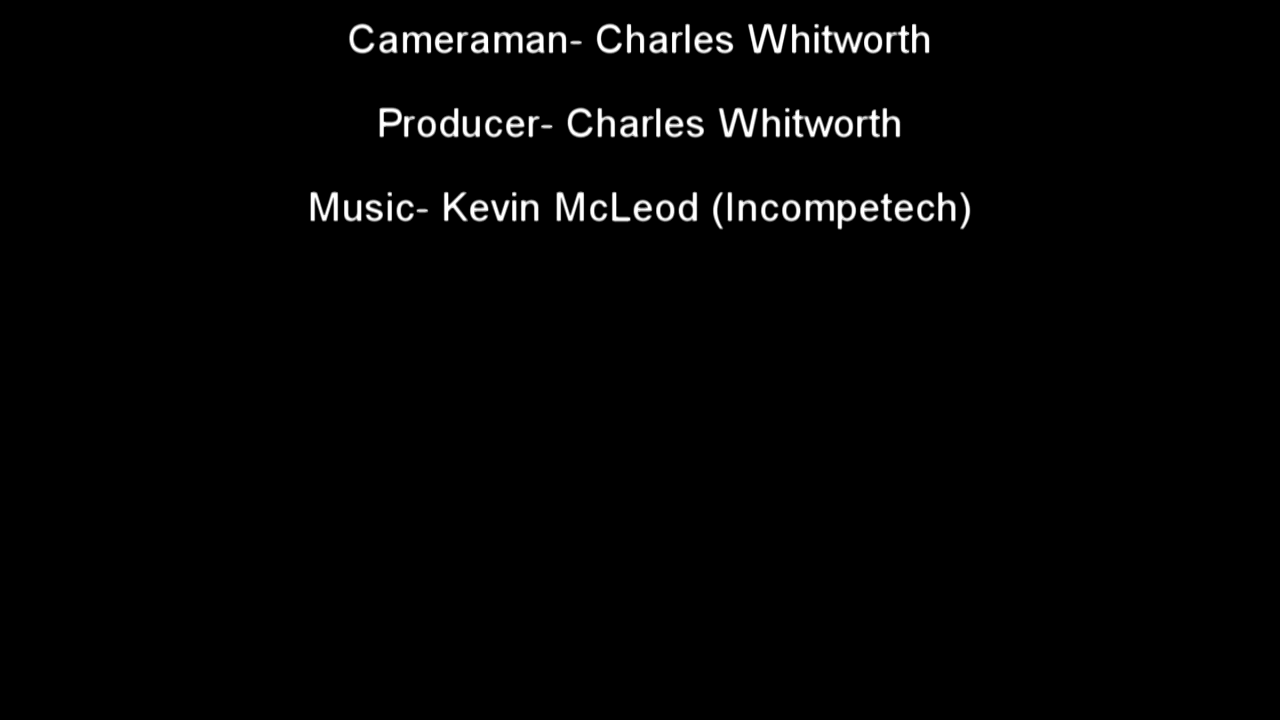 Cameraman- Charles Whitworth
Producer- Charles Whitworth
Music- Kevin McLeod (Incompetech)